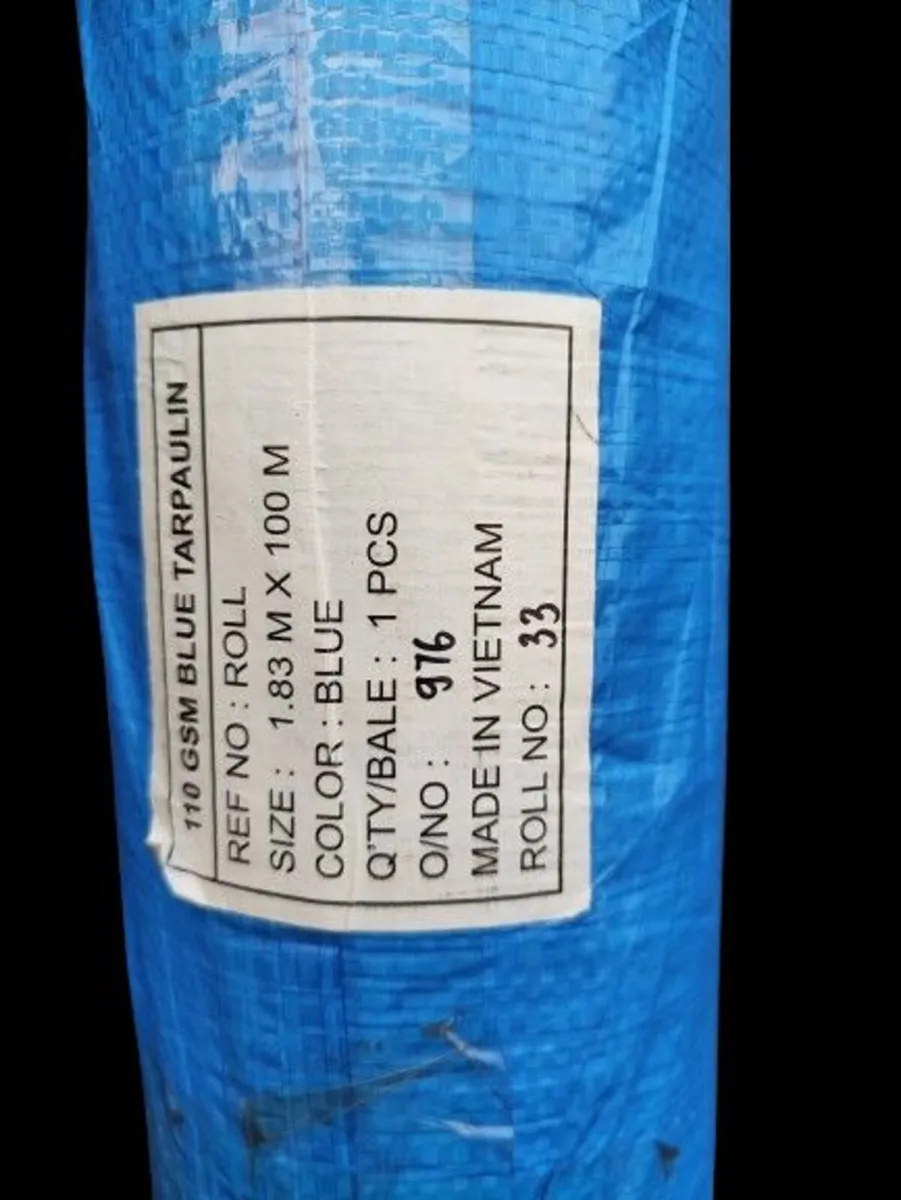 110 GSM BLUE TARPAULIN
REF NO : ROLL
SIZE : 1.83 M X 100 M
COLOR : BLUE
Q'TY/BALE : 1 PCS
O/NO : 976
MADE IN VIETNAM
ROLL NO : 33